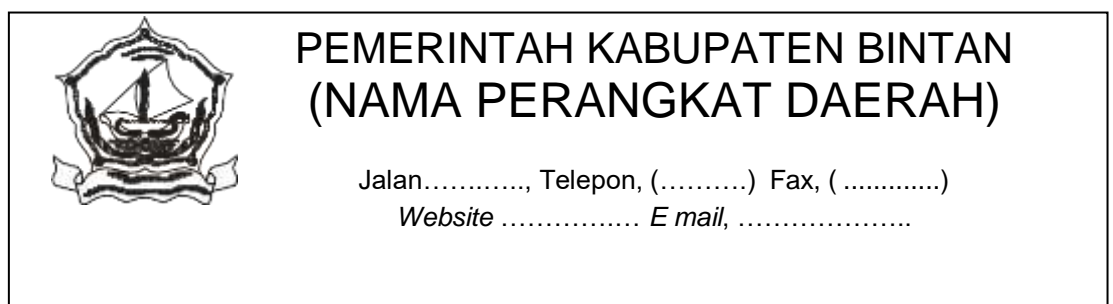 PEMERINTAH KABUPATEN BINTAN
(NAMA PERANGKAT DAERAH)
Jalan…….….., Telepon, (……….) Fax, ( .............)
Website ………….… E mail, ………………..